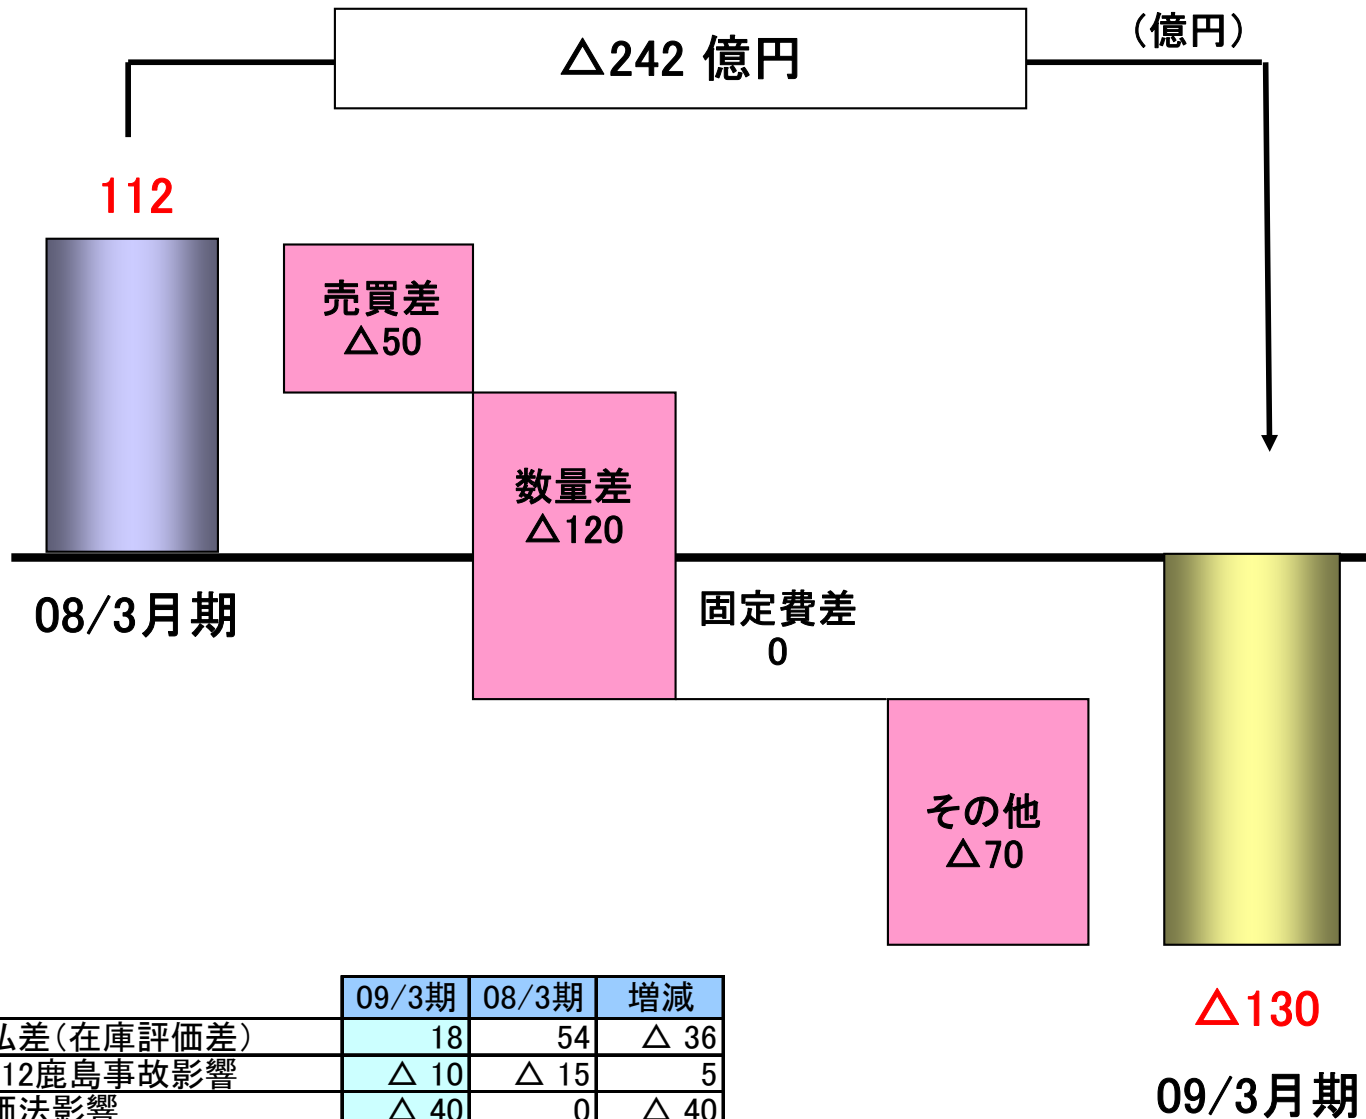 △242 億円
（億円）
112
売買差
△50
数量差
△120
08/3月期
固定費差
0
その他
△70
△130
09/3月期
09/3期 08/3期 増減
差（在庫評価差） 18 54 △ 36
12鹿島事故影響 △ 10 △ 15 5
法影響 △ 40 0 △ 40